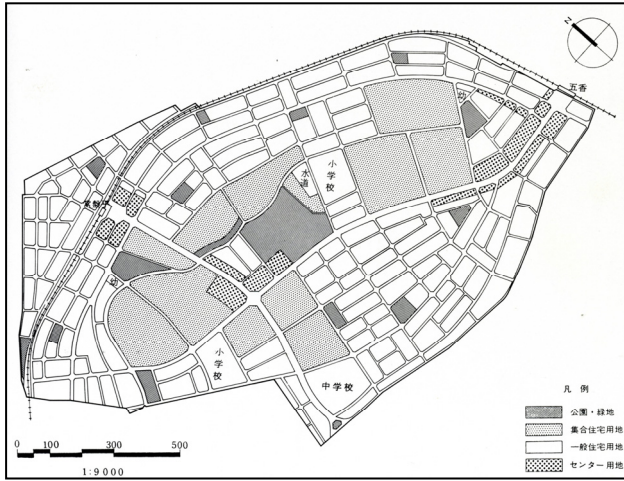 N
五香
水道
小学校
常盤平
幼
幼
小学校
中学校
凡例
公園・緑地
集合住宅用地
一般住宅用地
センター用地
0 100 300 500
1:9000